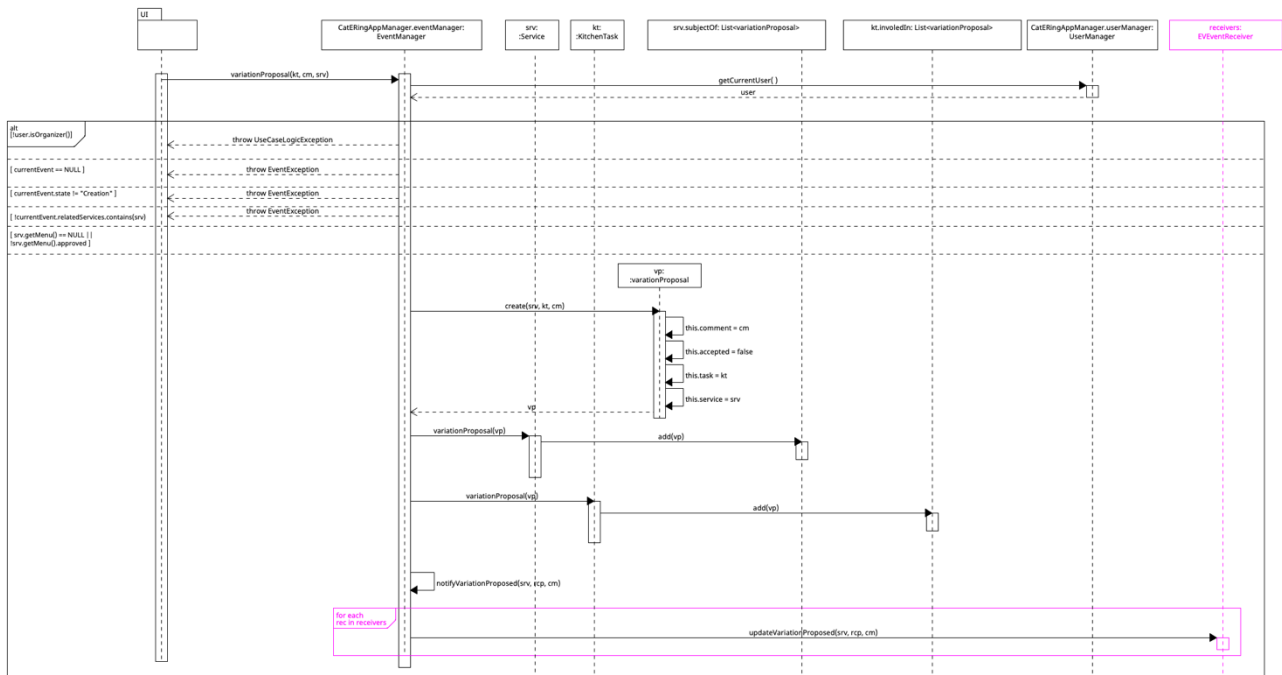 UI
CatERingAppManager.eventManager:
EventManager
srv:
:Service
kt:
:KitchenTask
srv.subjectOf: List<variationProposal>
kt.involedIn: List<variationProposal>
CatERingAppManager.userManager:
UserManager
receivers:
EVEventReceiver
variationProposal(kt, cm, srv)
getCurrentUser( )
user
alt
[!user.isOrganizer()]
throw UseCaseLogicException
[ currentEvent == NULL ]
throw EventException
[ currentEvent.state != "Creation" ]
throw EventException
[ !currentEvent.relatedServices.contains(srv)
throw EventException
[ srv.getMenu() == NULL ] |
!srv.getMenu().approved ]
vp:
:varationProposal
create(srv, kt, cm)
this.comment = cm
this.accepted = false
this.task = kt
this.service = srv
vp
variationProposal(vp)
add(vp)
variationProposal(vp)
add(vp)
notifyVariationProposed(srv, rcp, cm)
for each
rec in receivers
updateVariationProposed(srv, rcp, cm)